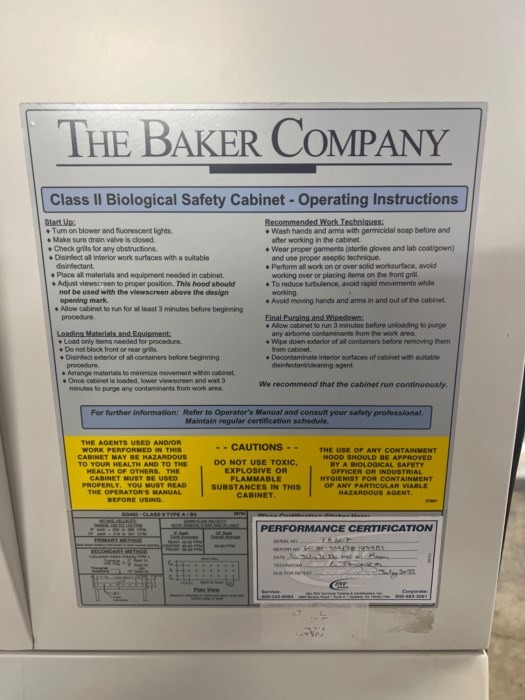 THE BAKER COMPANY
Class II Biological Safety Cabinet - Operating Instructions
Start Up:
• Turn on blower and fluorescent lights.
• Make sure drain valve is closed.
• Check grills for any obstructions.
• Disinfect all interior work surfaces with a suitable
disinfectant.
• Place all materials and equipment needed in cabinet.
• Adjust viewscreen to proper position. This hood should
not be used with the viewscreen above the design
opening mark.
• Allow cabinet to run for at least 3 minutes before beginning
procedure.
Loading Materials and Equipment:
• Load only items needed for procedure.
• Do not block front or rear grills.
• Disinfect exterior of all containers before beginning
procedure.
• Arrange materials to minimize movement within cabinet.
• Once cabinet is loaded, lower viewscreen and wait 3
minutes to purge any contaminants from work area.
Recommended Work Techniques:
• Wash hands and arms with germicidal soap before and
after working in the cabinet.
• Wear proper garments (sterile gloves and lab coat/gown)
and use proper aseptic technique.
• Perform all work on or over solid worksurface, avoid
working over or placing items on the front grill.
• To reduce turbulence, avoid rapid movements while
working.
• Avoid moving hands and arms in and out of the cabinet.
Final Purging and Wipedown:
• Allow cabinet to run 3 minutes before unloading to purge
any airborne contaminants from the work area.
• Wipe down exterior of all containers before removing them
from cabinet.
• Decontaminate interior surfaces of cabinet with suitable
disinfectant/cleaning agent.
We recommend that the cabinet run continuously.
For further information: Refer to Operator's Manual and consult your safety professional.
Maintain regular certification schedule.
THE AGENTS USED AND/OR
WORK PERFORMED IN THIS
CABINET MAY BE HAZARDOUS
TO YOUR HEALTH AND TO THE
HEALTH OF OTHERS. THE
CABINET MUST BE USED
PROPERLY. YOU MUST READ
THE OPERATOR'S MANUAL
BEFORE USING.
- - CAUTIONS - -
DO NOT USE TOXIC,
EXPLOSIVE OR
FLAMMABLE
SUBSTANCES IN THIS
CABINET.
THE USE OF ANY CONTAINMENT
HOOD SHOULD BE APPROVED
BY A BIOLOGICAL SAFETY
OFFICER OR INDUSTRIAL
HYGIENIST FOR CONTAINMENT
OF ANY PARTICULAR VIABLE
HAZARDOUS AGENT.
PRIMARY METHOD
SECONDARY METHOD
Plan View
PERFORMANCE CERTIFICATION
SERIAL NO.
REPORT NO.
DATE
TECHNICIAN
ENV
Service:
Corporate: